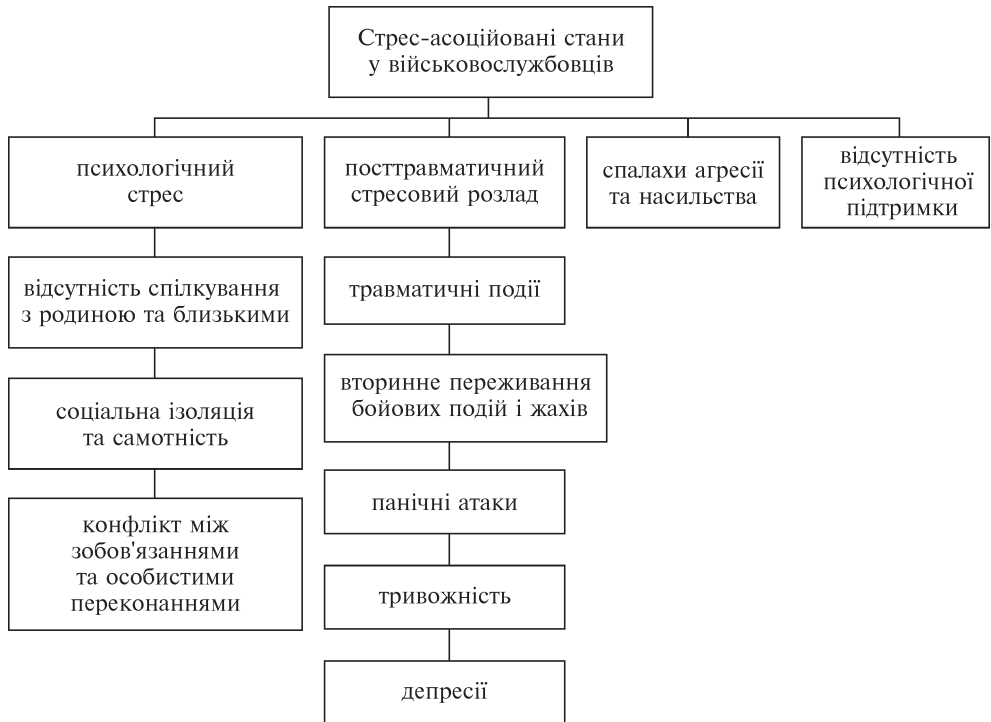 Стрес-асоційовані стани
у військовослужбовців
психологічний
стрес
посттравматичний
стресовий розлад
спалахи агресії
та насильства
відсутність
психологічної
підтримки
відсутність спілкування
з родиною та близькими
соціальна ізоляція
та самотність
конфлікт між
зобов'язаннями
та особистими
переконаннями
травматичні події
вторинне переживання
бойових подій і жахів
панічні атаки
тривожність
депресії